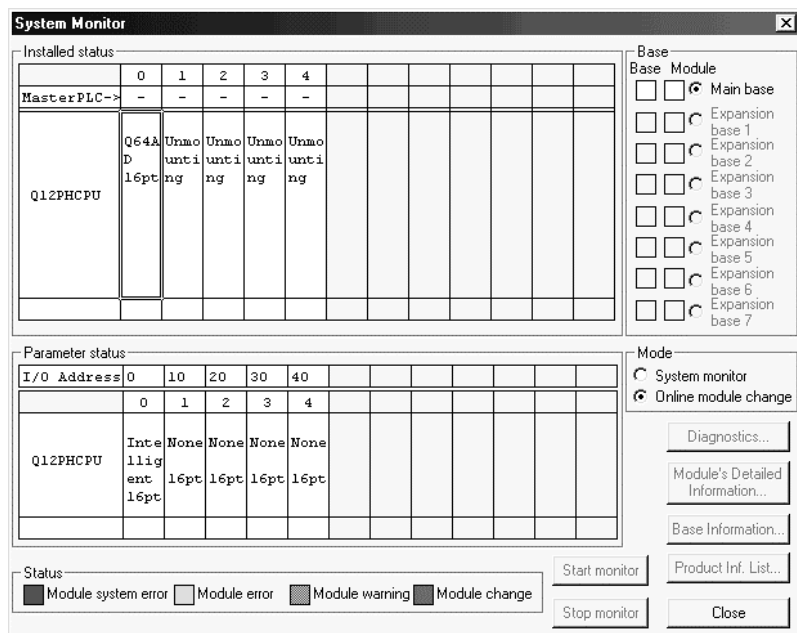 System Monitor
Installed status
0 1 2 3 4
MasterPLC-> - - - - -
Q12PHCPU
Q64A
D
16pt
Unmo
unti
ng
Unmo
unti
ng
Unmo
unti
ng
Unmo
unti
ng
Base
Base Module
Main base
Expansion
base 1
Expansion
base 2
Expansion
base 3
Expansion
base 4
Expansion
base 5
Expansion
base 6
Expansion
base 7
Parameter status
I/O Address 0 10 20 30 40
0 1 2 3 4
Q12PHCPU
Inte
llig
ent
16pt
None
16pt
None
16pt
None
16pt
None
16pt
Mode
System monitor
Online module change
Diagnostics...
Module's Detailed
Information...
Base Information...
Product Inf. List...
Status
Module system error Module error Module warning Module change
Start monitor
Stop monitor
Close